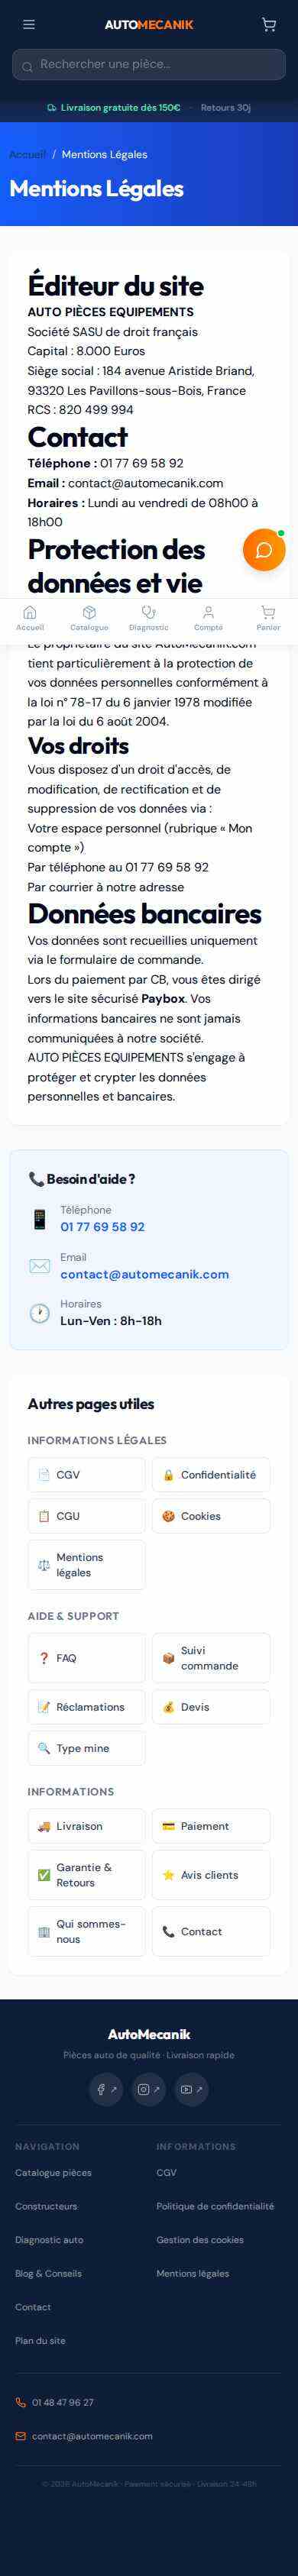 AUTOMECANIK
Rechercher une pièce...
Livraison gratuite dès 150€ · Retours 30j
Accueil / Mentions Légales
Mentions Légales
Éditeur du site
AUTO PIÈCES EQUIPEMENTS
Société SASU de droit français
Capital : 8.000 Euros
Siège social : 184 avenue Aristide Briand,
93320 Les Pavillons-sous-Bois, France
RCS : 820 499 994
Contact
Téléphone : 01 77 69 58 92
Email : contact@automecanik.com
Horaires : Lundi au vendredi de 08h00 à
18h00
Protection des
données et vie
Accueil
Catalogue
Diagnostic
Compte
Panier
Le propriétaire du site AutoMecanik.com
tient particulièrement à la protection de
vos données personnelles conformément à
la loi n° 78-17 du 6 janvier 1978 modifiée
par la loi du 6 août 2004.
Vos droits
Vous disposez d'un droit d'accès, de
modification, de rectification et de
suppression de vos données via :
Votre espace personnel (rubrique « Mon
compte »)
Par téléphone au 01 77 69 58 92
Par courrier à notre adresse
Données bancaires
Vos données sont recueillies uniquement
via le formulaire de commande.
Lors du paiement par CB, vous êtes dirigé
vers le site sécurisé Paybox. Vos
informations bancaires ne sont jamais
communiquées à notre société.
AUTO PIÈCES EQUIPEMENTS s'engage à
protéger et crypter les données
personnelles et bancaires.
📞 Besoin d'aide ?
Téléphone
01 77 69 58 92
Email
contact@automecanik.com
Horaires
Lun-Ven : 8h-18h
Autres pages utiles
INFORMATIONS LÉGALES
CGV
Confidentialité
CGU
Cookies
Mentions
légales
AIDE & SUPPORT
FAQ
Suivi
commande
Réclamations
Devis
Type mine
INFORMATIONS
Livraison
Paiement
Garantie &
Retours
Avis clients
Qui sommes-
nous
Contact
AutoMecanik
Pièces auto de qualité · Livraison rapide
NAVIGATION
Catalogue pièces
Constructeurs
Diagnostic auto
Blog & Conseils
Contact
Plan du site
INFORMATIONS
CGV
Politique de confidentialité
Gestion des cookies
Mentions légales
01 48 47 96 27
contact@automecanik.com
© 2026 AutoMecanik · Paiement sécurisé · Livraison 24-48h